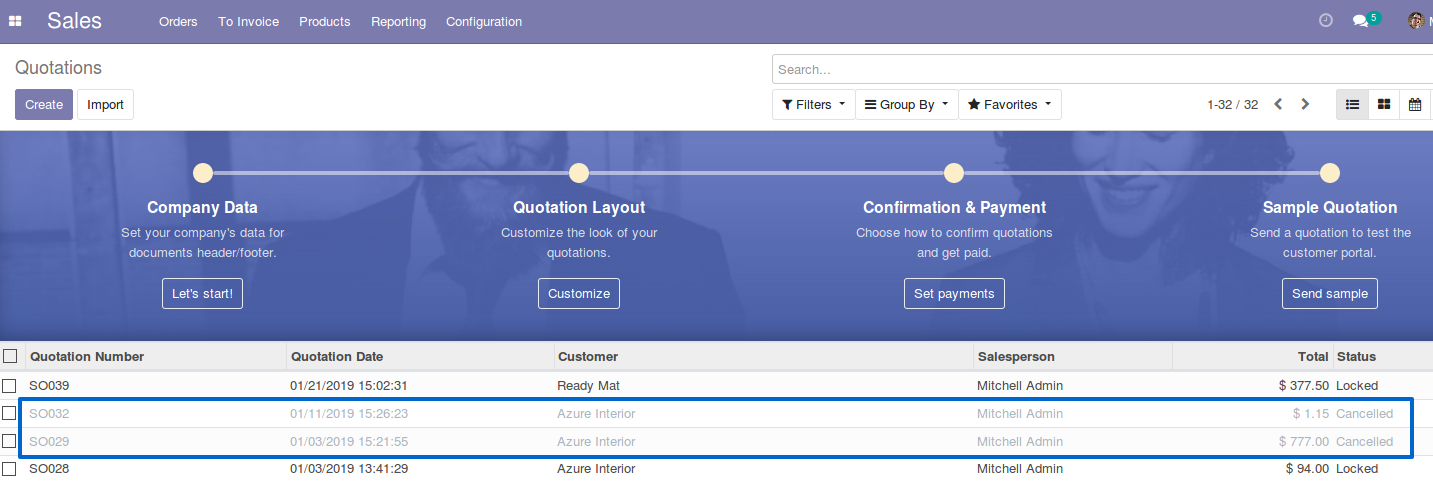 Sales Orders To Invoice Products Reporting Configuration 5
Quotations Search...
Create Import Filters Group By Favorites 1-32 / 32
Company Data Quotation Layout Confirmation & Payment Sample Quotation
Set your company's data for Customize the look of your Choose how to confirm quotations Send a quotation to test the
documents header/footer. quotations. and get paid. customer portal.
Let's start! Customize Set payments Send sample
Quotation Number Quotation Date Customer Salesperson Total Status
SO039 01/21/2019 15:02:31 Ready Mat Mitchell Admin $ 377.50 Locked
SO032 01/11/2019 15:26:23 Azure Interior Mitchell Admin $ 1.15 Cancelled
SO029 01/03/2019 15:21:55 Azure Interior Mitchell Admin $ 777.00 Cancelled
SO028 01/03/2019 13:41:29 Azure Interior Mitchell Admin $ 94.00 Locked